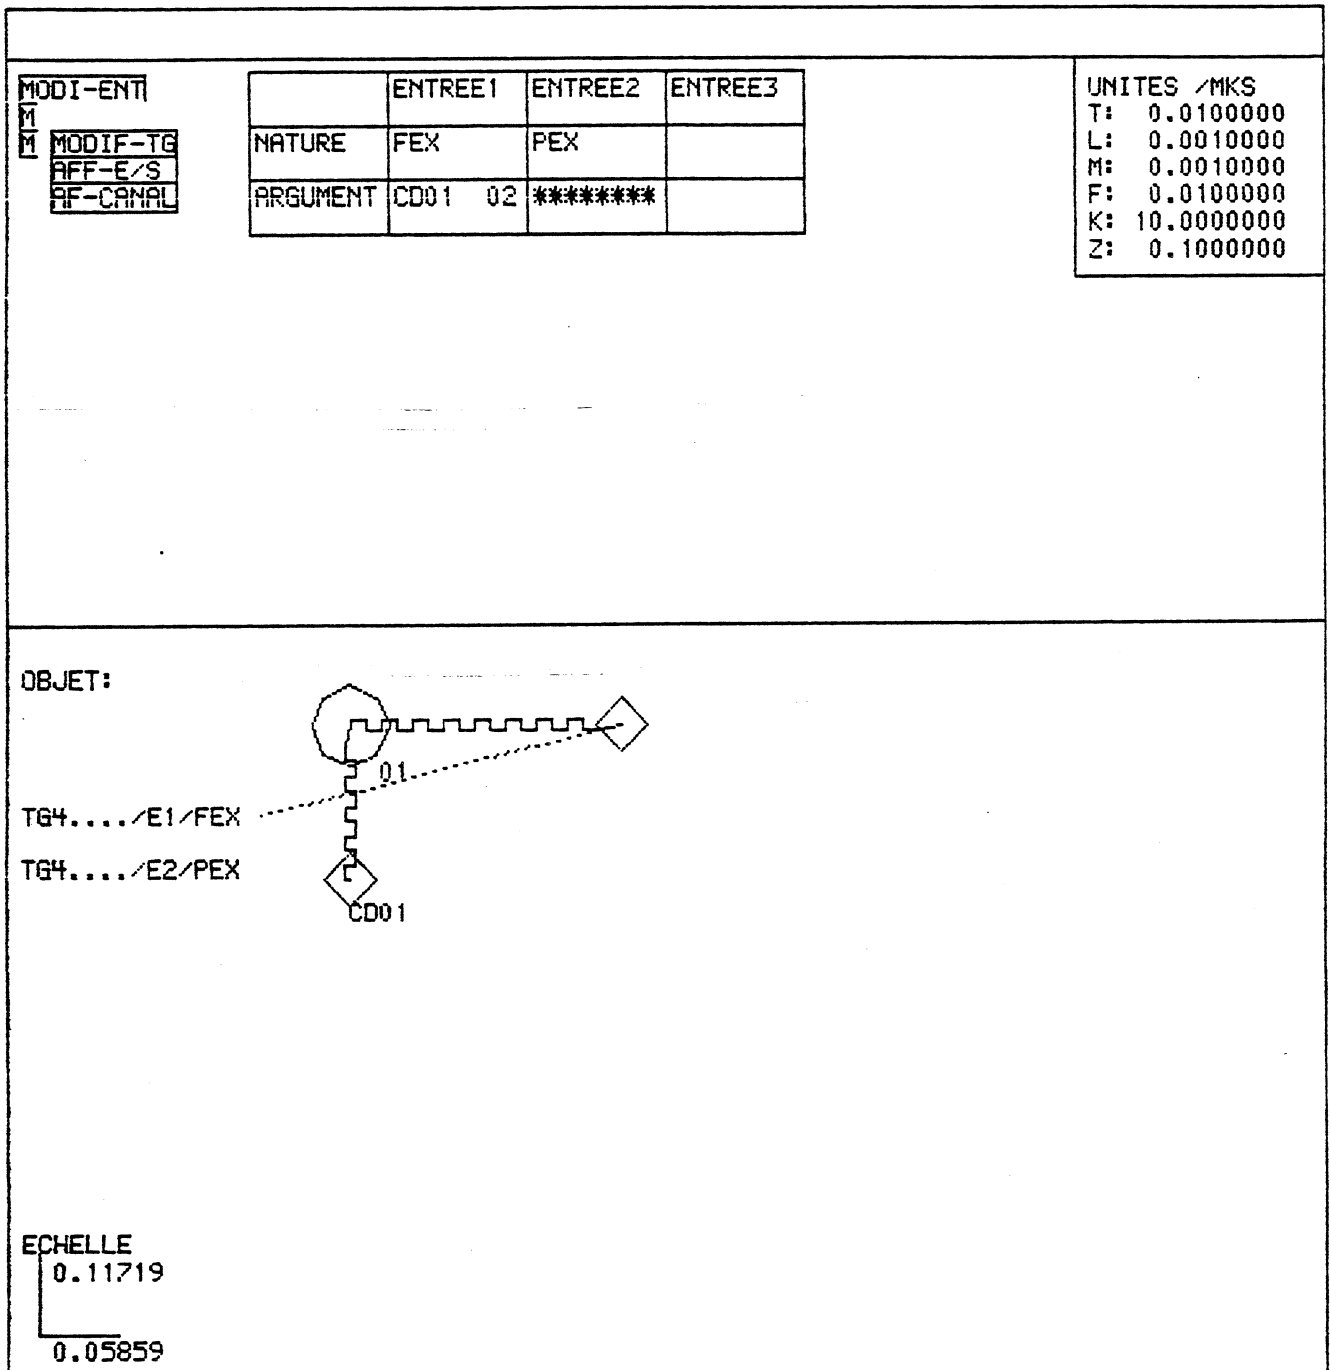 MODI-ENT
M
M MODIF-TG
AFF-E/S
AF-CANAL
ENTREE1 ENTREE2 ENTREE3
NATURE FEX PEX
ARGUMENT CD01 02 ********
UNITES /MKS
T: 0.0100000
L: 0.0010000
M: 0.0010000
F: 0.0100000
K: 10.0000000
Z: 0.1000000
OBJET:
01
TG4..../E1/FEX
TG4..../E2/PEX
CD01
ECHELLE
0.11719
0.05859